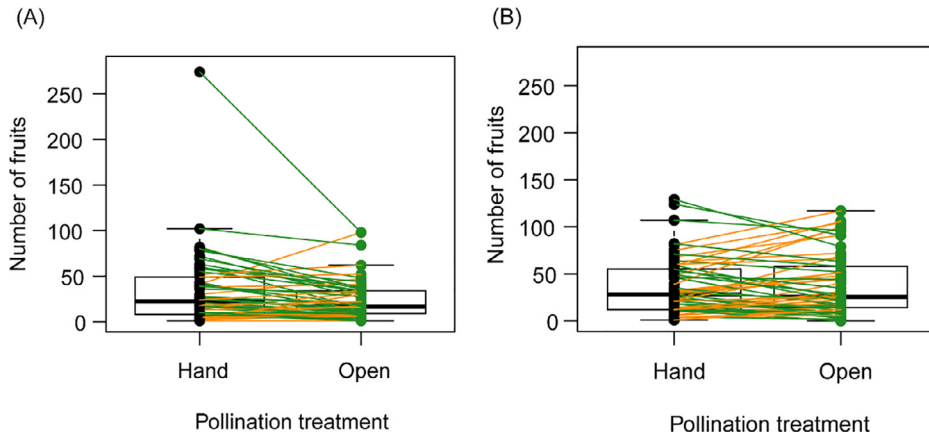 (A)
Number of fruits
250
200
150
100
50
0
Hand Open
Pollination treatment
(B)
Number of fruits
250
200
150
100
50
0
Hand Open
Pollination treatment